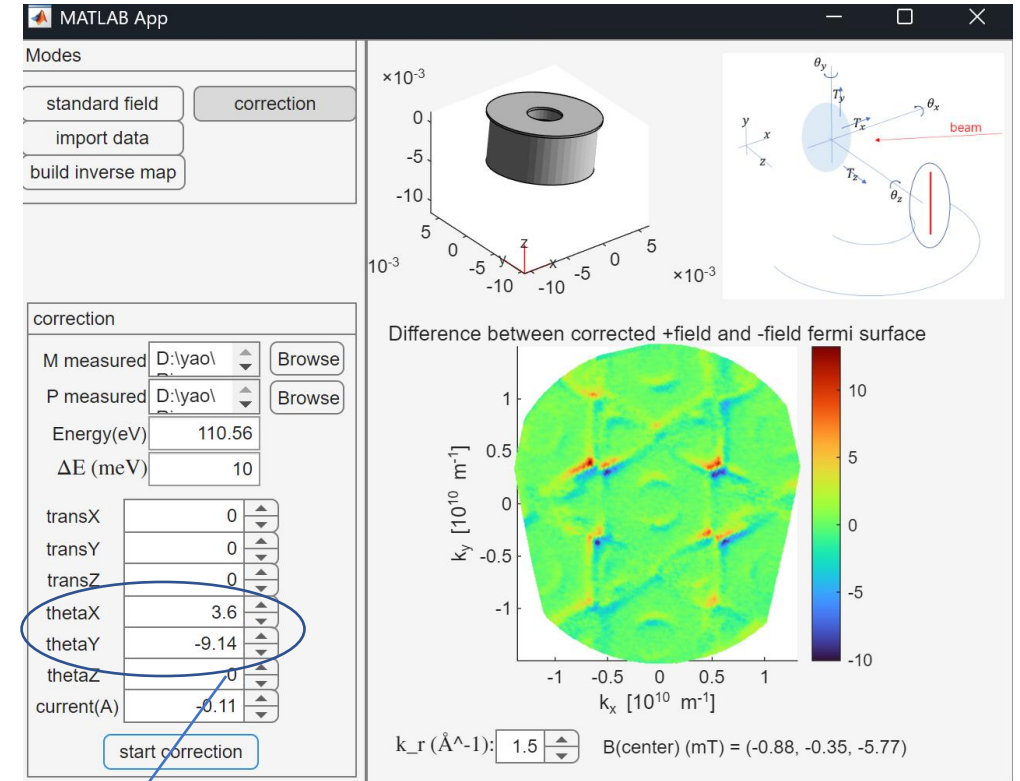 MATLAB App
Modes
standard field
correction
import data
build inverse map
correction
M measured D:\yao\ Browse
P measured D:\yao\ Browse
Energy(eV) 110.56
ΔE (meV) 10
transX 0
transY 0
transZ 0
thetaX 3.6
thetaY -9.14
thetaZ 0
current(A) -0.11
start correction
×10⁻³
0
-5
-10
5
0
-5
-10
10⁻³
z
y
x
-10
-5
0
5
×10⁻³
θy
Ty
θx
Tx
beam
y
x
z
Tz
θz
Difference between corrected +field and -field fermi surface
1
0.5
0
-0.5
-1
ky [10¹⁰ m⁻¹]
-1 -0.5 0 0.5 1
kx [10¹⁰ m⁻¹]
10
5
0
-5
-10
k_r (Å^-1): 1.5
B(center) (mT) = (-0.88, -0.35, -5.77)